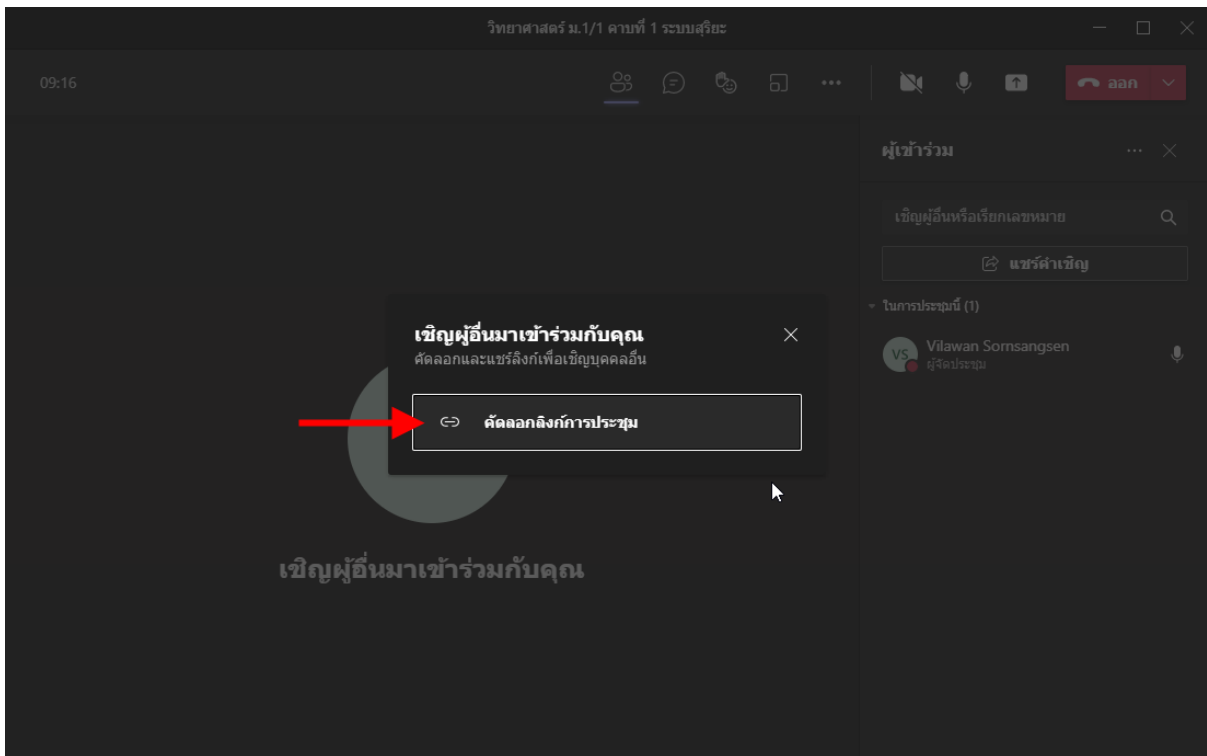 วิทยาศาสตร์ ม.1/1 คาบที่ 1 ระบบสุริยะ
09:16
ออก
ผู้เข้าร่วม
เชิญผู้อื่นหรือเรียกเลขหมาย
แชร์คำเชิญ
ในการประชุมนี้ (1)
VS
Vilawan Sornsangsen
ผู้จัดประชุม
เชิญผู้อื่นมาเข้าร่วมกับคุณ
คัดลอกและแชร์ลิงก์เพื่อเชิญบุคคลอื่น
คัดลอกลิงก์การประชุม
เชิญผู้อื่นมาเข้าร่วมกับคุณ